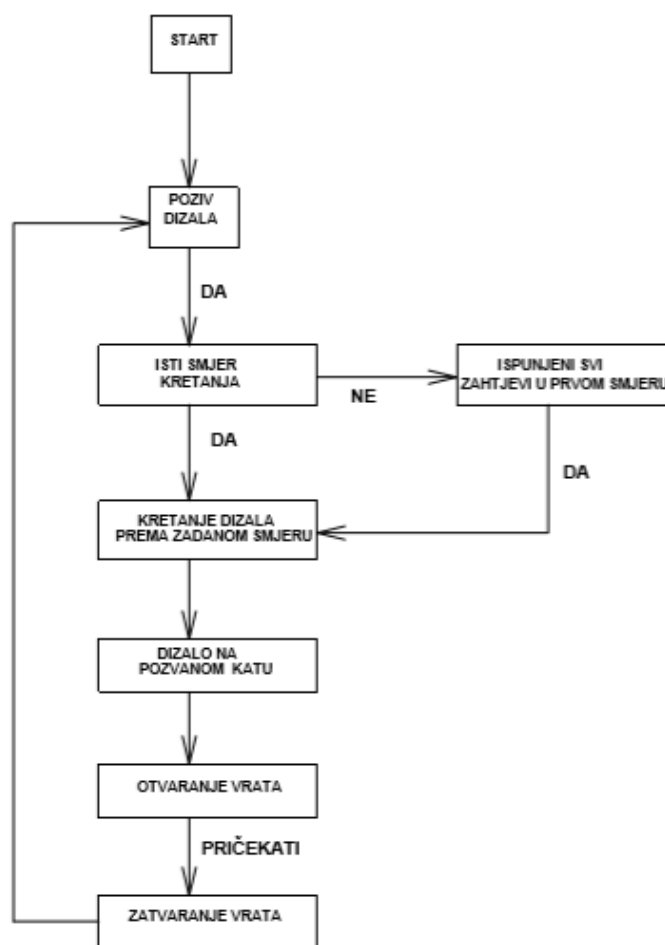 START
POZIV
DIZALA
DA
ISTI SMJER
KRETANJA
NE
ISPUNJENI SVI
ZAHTJEVI U PRVOM SMJERU
DA
DA
KRETANJE DIZALA
PREMA ZADANOM SMJERU
DIZALO NA
POZVANOM KATU
OTVARANJE VRATA
PRIČEKATI
ZATVARANJE VRATA